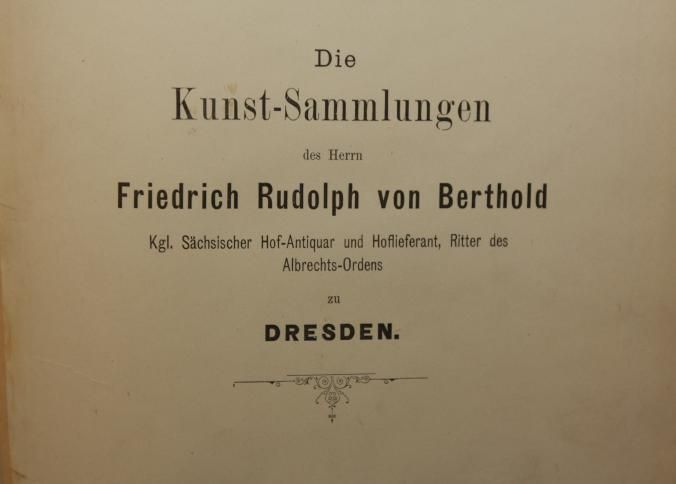 Die
Kunst-Sammlungen
des Herrn
Friedrich Rudolph von Berthold
Kgl. Sächsischer Hof-Antiquar und Hoflieferant, Ritter des
Albrechts-Ordens
zu
DRESDEN.